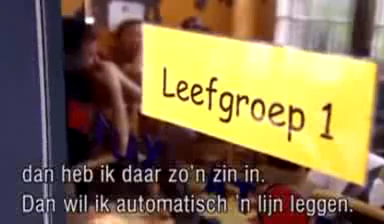 Leefgroep 1
dan heb ik daar zo'n zin in.
Dan wil ik automatisch 'n lijn leggen.